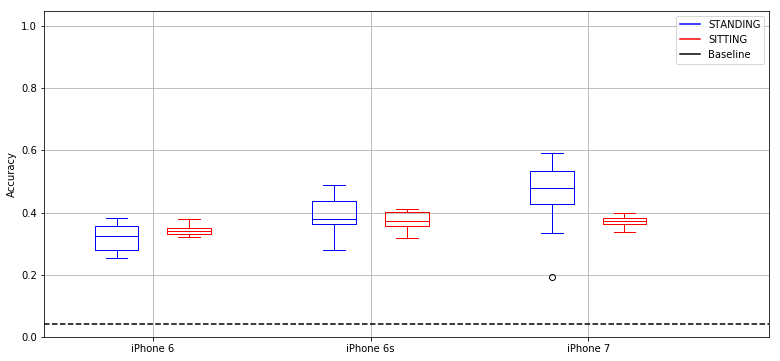 1.0
0.8
0.6
0.4
0.2
0.0
Accuracy
STANDING
SITTING
Baseline
iPhone 6
iPhone 6s
iPhone 7